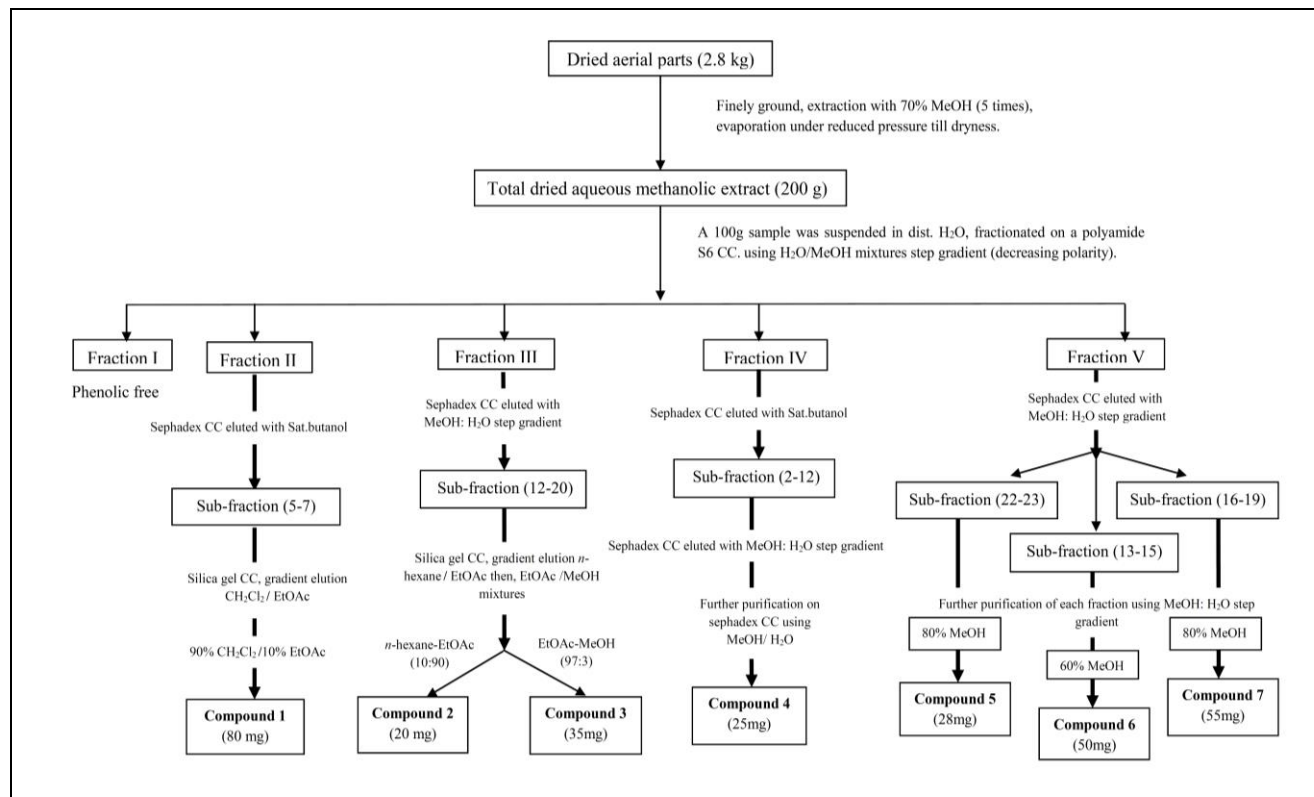 Dried aerial parts (2.8 kg)
Finely ground, extraction with 70% MeOH (5 times),
evaporation under reduced pressure till dryness.
Total dried aqueous methanolic extract (200 g)
A 100g sample was suspended in dist. H₂O, fractionated on a polyamide
S6 CC. using H₂O/MeOH mixtures step gradient (decreasing polarity).
Fraction I
Phenolic free
Fraction II
Sephadex CC eluted with Sat.butanol
Sub-fraction (5-7)
Silica gel CC, gradient elution
CH₂Cl₂ / EtOAc
90% CH₂Cl₂ /10% EtOAc
Compound 1
(80 mg)
Fraction III
Sephadex CC eluted with
MeOH: H₂O step gradient
Sub-fraction (12-20)
Silica gel CC, gradient elution n-
hexane / EtOAc then, EtOAc /MeOH
mixtures
n-hexane-EtOAc
(10:90)
EtOAc-MeOH
(97:3)
Compound 2
(20 mg)
Compound 3
(35mg)
Fraction IV
Sephadex CC eluted with Sat.butanol
Sub-fraction (2-12)
Sephadex CC eluted with MeOH: H₂O step gradient
Further purification on
sephadex CC using
MeOH/ H₂O
Compound 4
(25mg)
Fraction V
Sephadex CC eluted with
MeOH: H₂O step gradient
Sub-fraction (22-23)
Sub-fraction (16-19)
Sub-fraction (13-15)
Further purification of each fraction using MeOH: H₂O step
gradient
80% MeOH
60% MeOH
80% MeOH
Compound 5
(28mg)
Compound 6
(50mg)
Compound 7
(55mg)